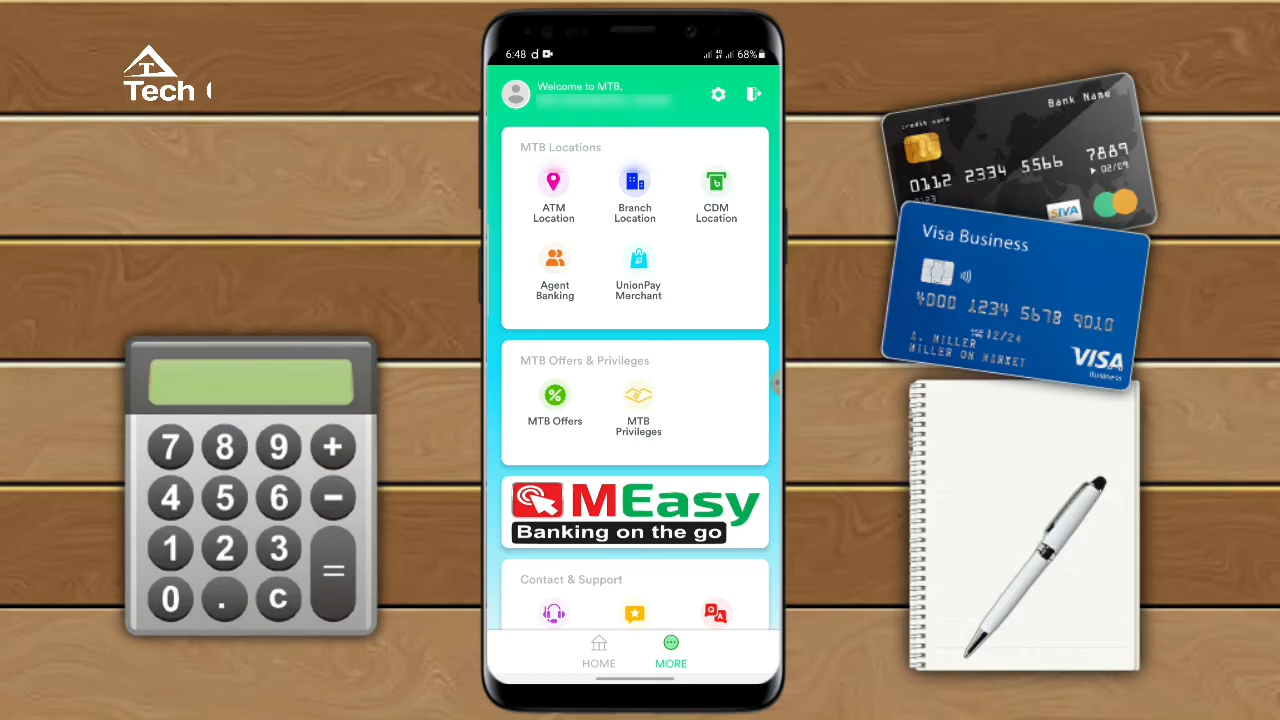 Tech
6:48
68%
Welcome to MTB,
MTB Locations
ATM
Location
Branch
Location
CDM
Location
Agent
Banking
UnionPay
Merchant
MTB Offers & Privileges
MTB Offers
MTB
Privileges
MEasy
Banking on the go
Contact & Support
HOME
MORE
7 8 9 +
4 5 6 −
1 2 3
0 . c =
Bank Name
credit card
0112 2334 5566 7889
0123
02/09
SIVA
Visa Business
4000 1234 5678 9010
12/24
A. MILLER
MILLER ON MARKET
VISA
Business